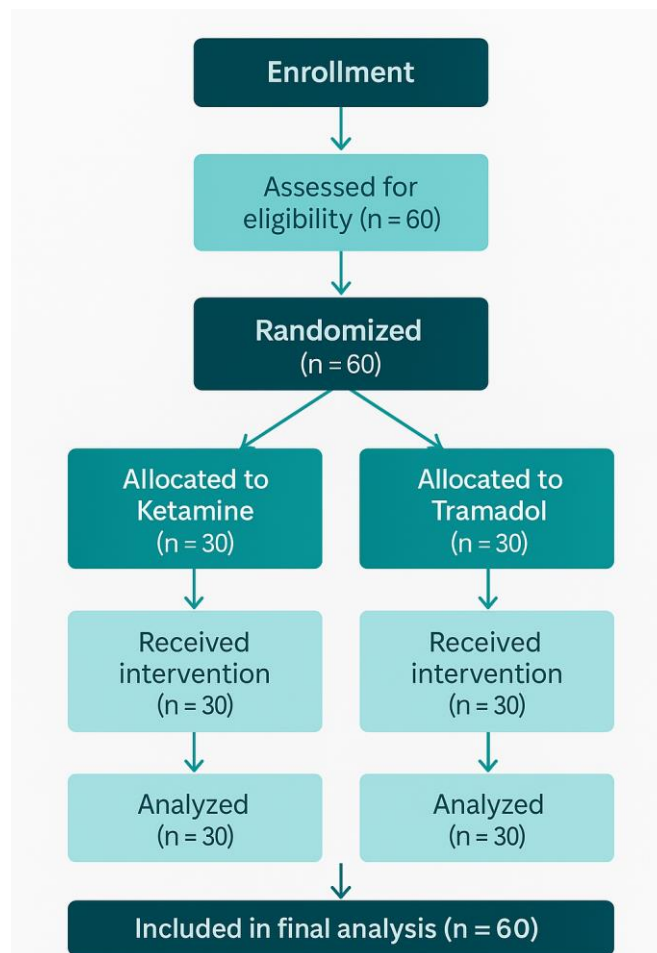 Enrollment
Assessed for
eligibility (n = 60)
Randomized
(n = 60)
Allocated to
Ketamine
(n = 30)
Allocated to
Tramadol
(n = 30)
Received
intervention
(n = 30)
Received
intervention
(n = 30)
Analyzed
(n = 30)
Analyzed
(n = 30)
Included in final analysis (n = 60)